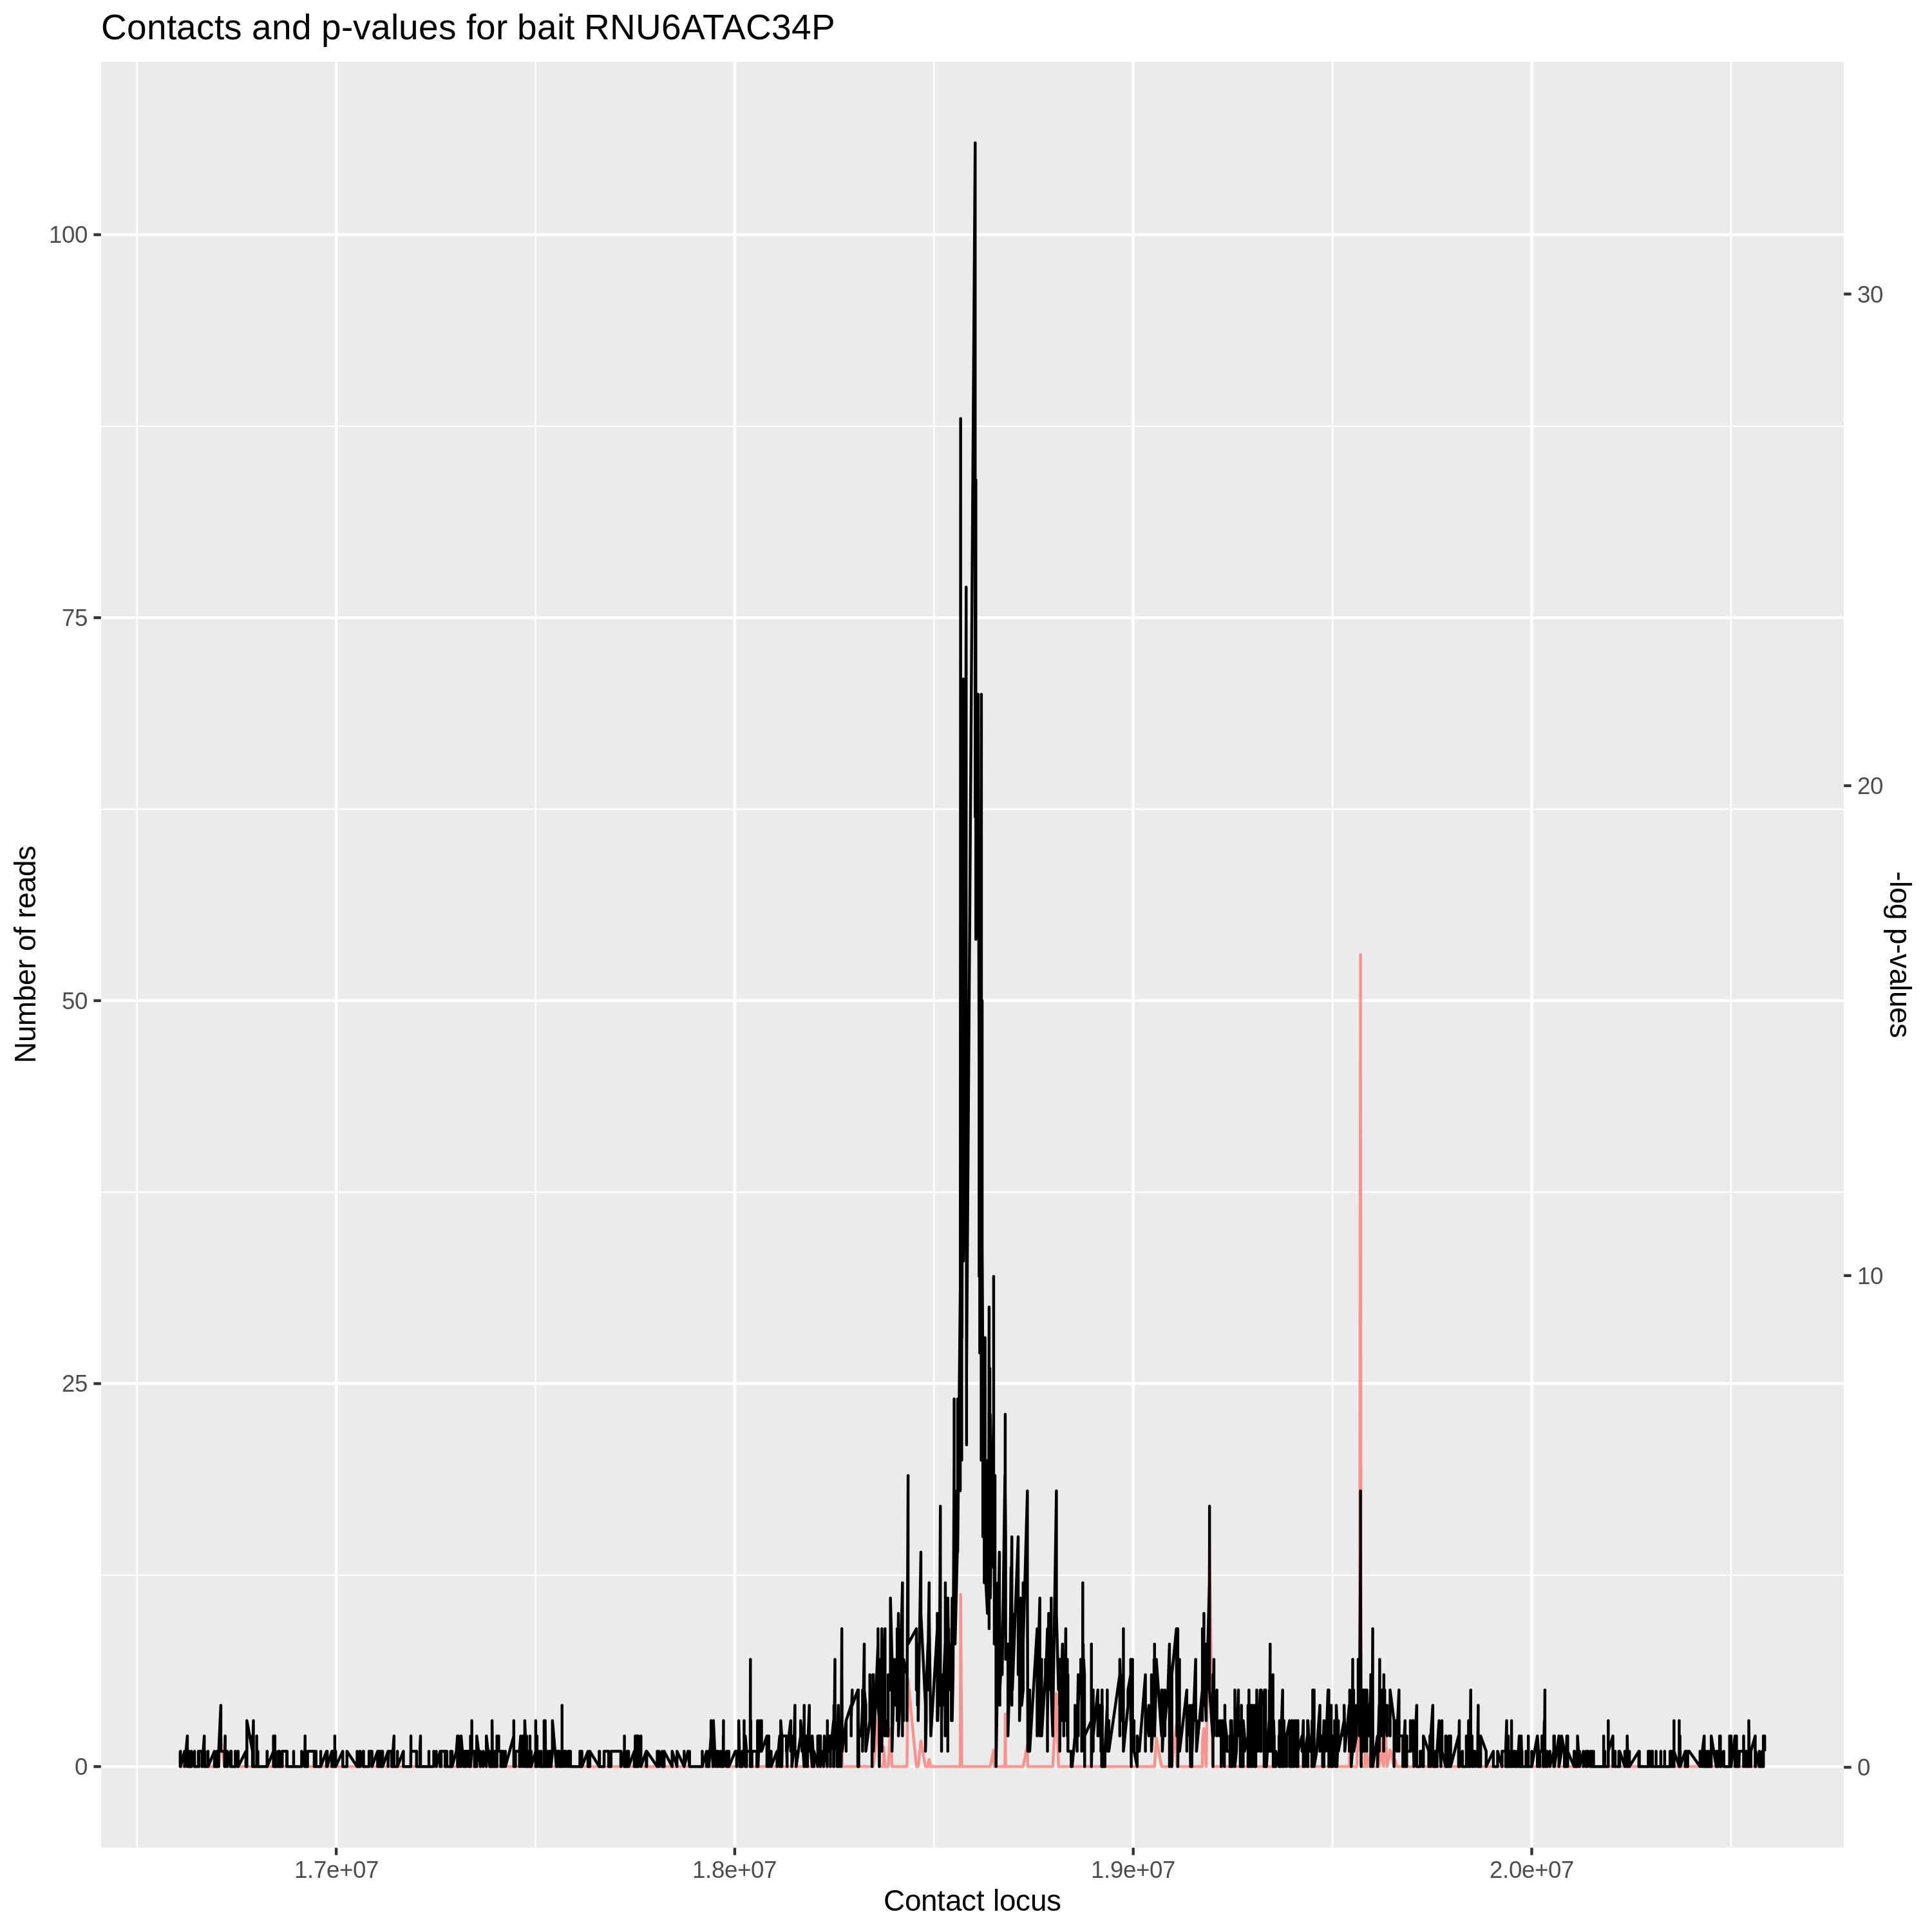 Contacts and p-values for bait RNU6ATAC34P
100
75
50
25
0
Number of reads
30
20
10
0
-log p-values
1.7e+07
1.8e+07
1.9e+07
2.0e+07
Contact locus